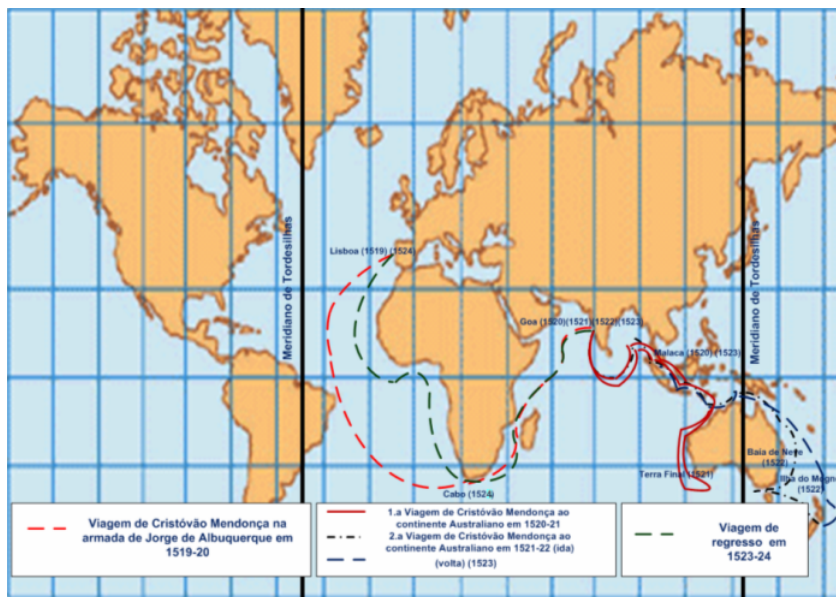 Lisboa (1519) (1524)
Meridiano de Tordesilhas
Goa (1520)(1521)(1522)(1523)
Malaca (1520) (1523)
Meridiano de Tordesilhas
Baia de Neve
(1522)
Ilha do Magno
(1522)
Terra Final (1521)
Cabo (1524)
Viagem de Cristóvão Mendonça na
armada de Jorge de Albuquerque em
1519-20
1.a Viagem de Cristóvão Mendonça ao
continente Australiano em 1520-21
2.a Viagem de Cristóvão Mendonça ao
continente Australiano em 1521-22 (ida)
(volta) (1523)
Viagem de
regresso em
1523-24